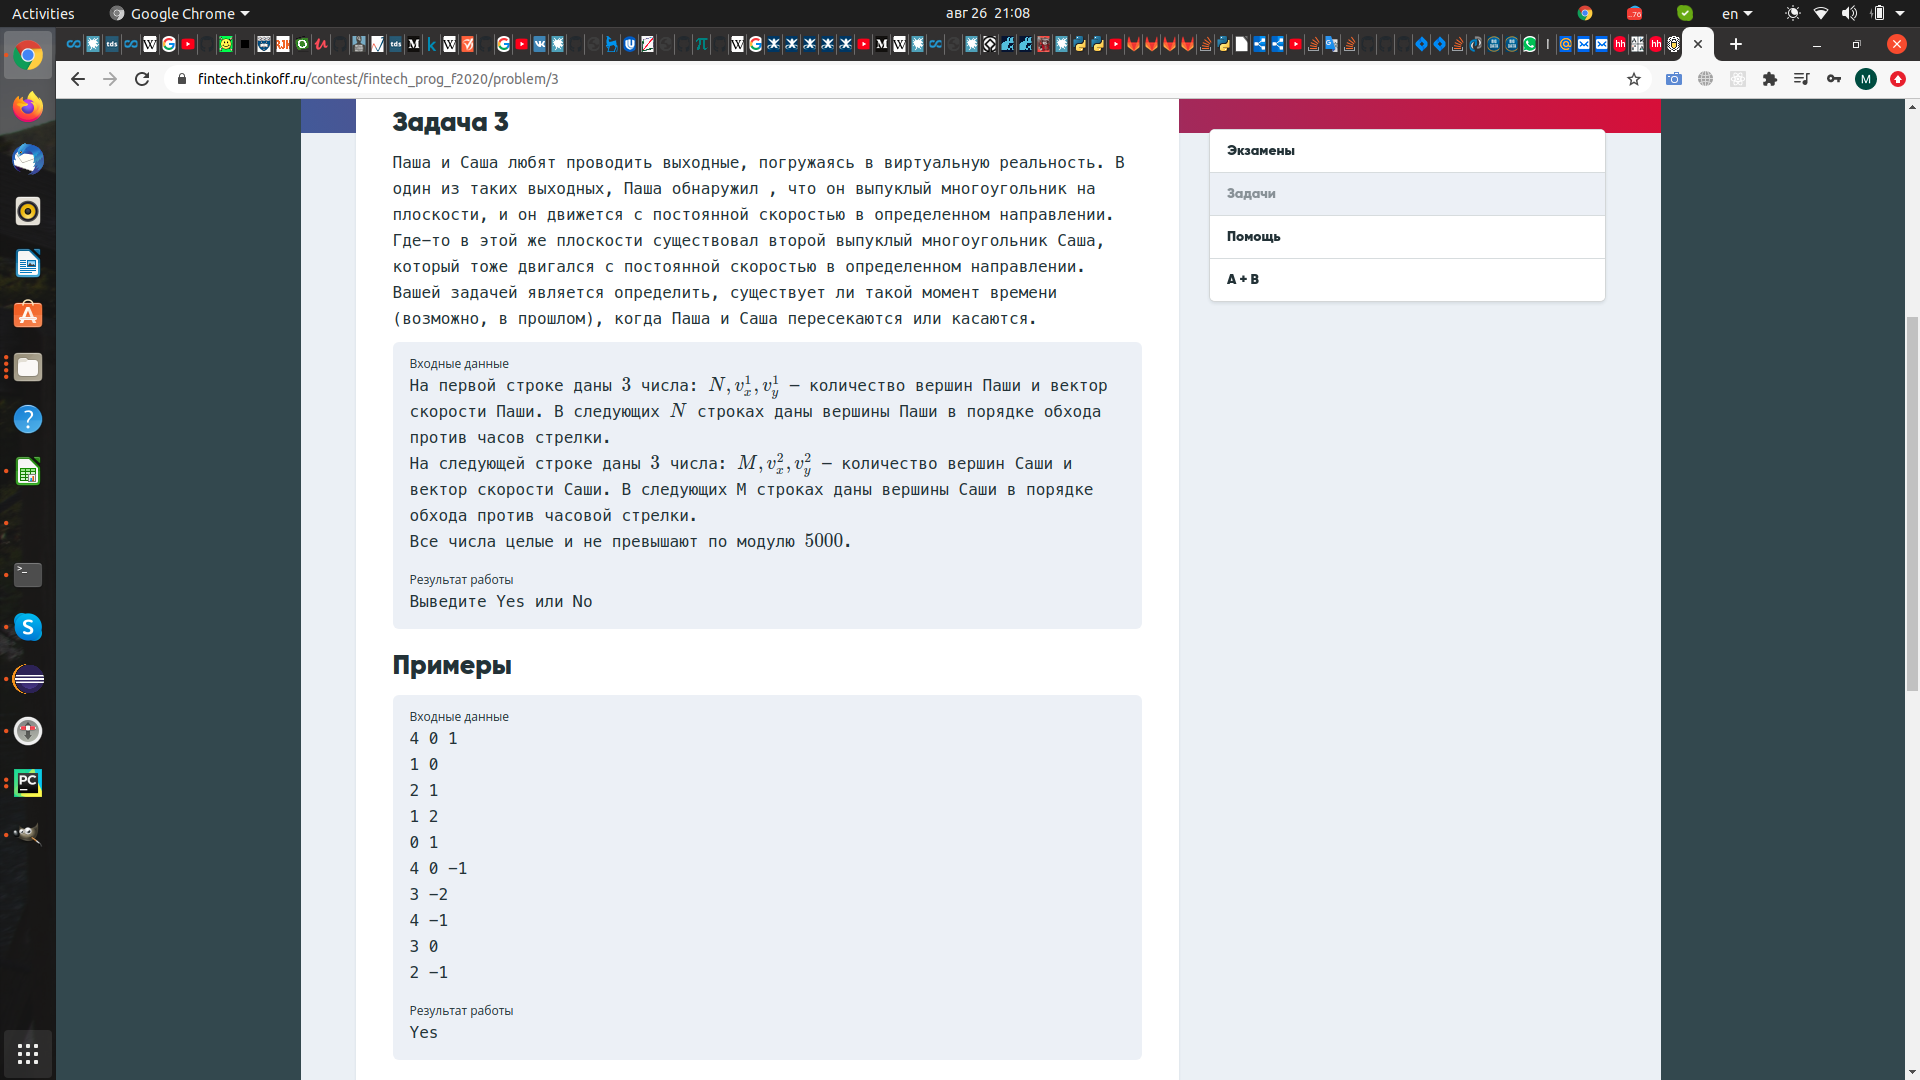 Activities
Google Chrome
авг 26 21:08
en
fintech.tinkoff.ru/contest/fintech_prog_f2020/problem/3
M
Задача 3
Паша и Саша любят проводить выходные, погружаясь в виртуальную реальность. В
один из таких выходных, Паша обнаружил , что он выпуклый многоугольник на
плоскости, и он движется с постоянной скоростью в определенном направлении.
Где-то в этой же плоскости существовал второй выпуклый многоугольник Саша,
который тоже двигался с постоянной скоростью в определенном направлении.
Вашей задачей является определить, существует ли такой момент времени
(возможно, в прошлом), когда Паша и Саша пересекаются или касаются.
Входные данные
На первой строке даны 3 числа: N, v_x^1, v_y^1 — количество вершин Паши и вектор
скорости Паши. В следующих N строках даны вершины Паши в порядке обхода
против часов стрелки.
На следующей строке даны 3 числа: M, v_x^2, v_y^2 — количество вершин Саши и
вектор скорости Саши. В следующих M строках даны вершины Саши в порядке
обхода против часовой стрелки.
Все числа целые и не превышают по модулю 5000.
Результат работы
Выведите Yes или No
Примеры
Входные данные
4 0 1
1 0
2 1
1 2
0 1
4 0 −1
3 −2
4 −1
3 0
2 −1
Результат работы
Yes
Экзамены
Задачи
Помощь
A + B